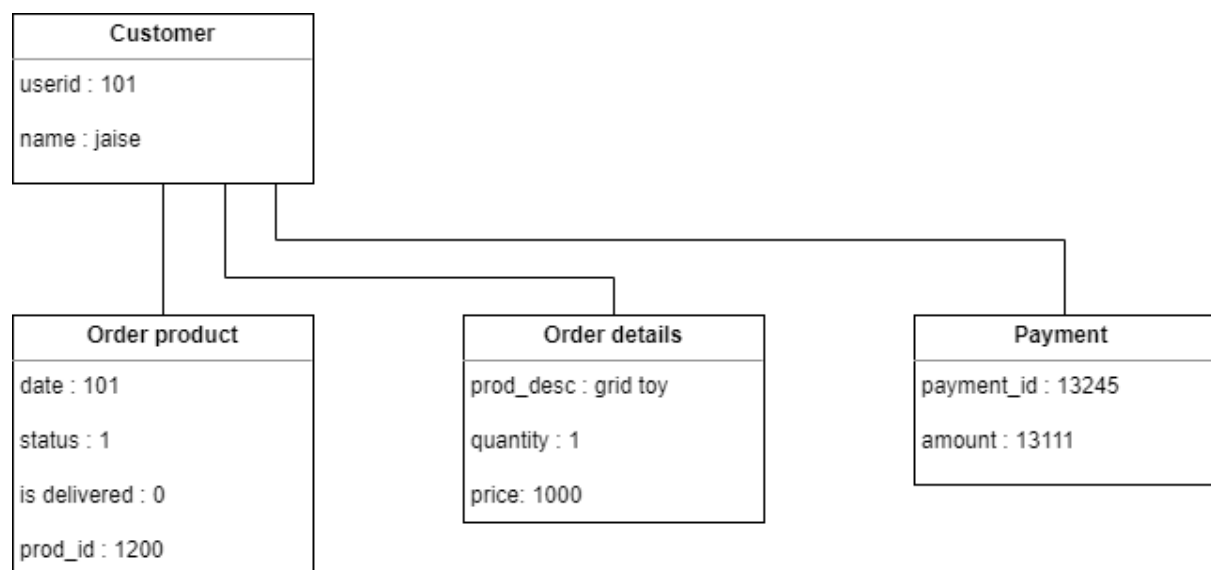 Customer
userid : 101
name : jaise
Order product
date : 101
status : 1
is delivered : 0
prod_id : 1200
Order details
prod_desc : grid toy
quantity : 1
price: 1000
Payment
payment_id : 13245
amount : 13111